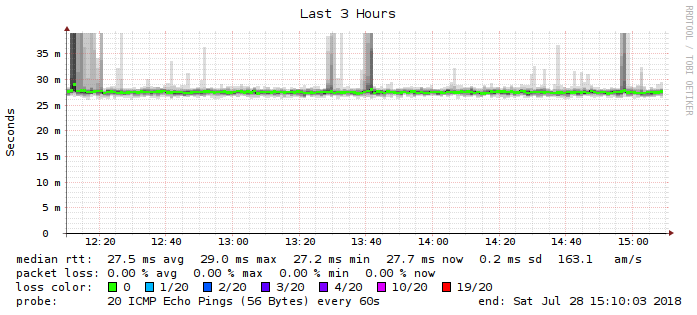 Last 3 Hours
RRDTOOL / TOBI OETIKER
Seconds
35 m
30 m
25 m
20 m
15 m
10 m
5 m
0
12:20 12:40 13:00 13:20 13:40 14:00 14:20 14:40 15:00
median rtt: 27.5 ms avg 29.0 ms max 27.2 ms min 27.7 ms now 0.2 ms sd 163.1 am/s
packet loss: 0.00 % avg 0.00 % max 0.00 % min 0.00 % now
loss color: 0 1/20 2/20 3/20 4/20 10/20 19/20
probe: 20 ICMP Echo Pings (56 Bytes) every 60s end: Sat Jul 28 15:10:03 2018